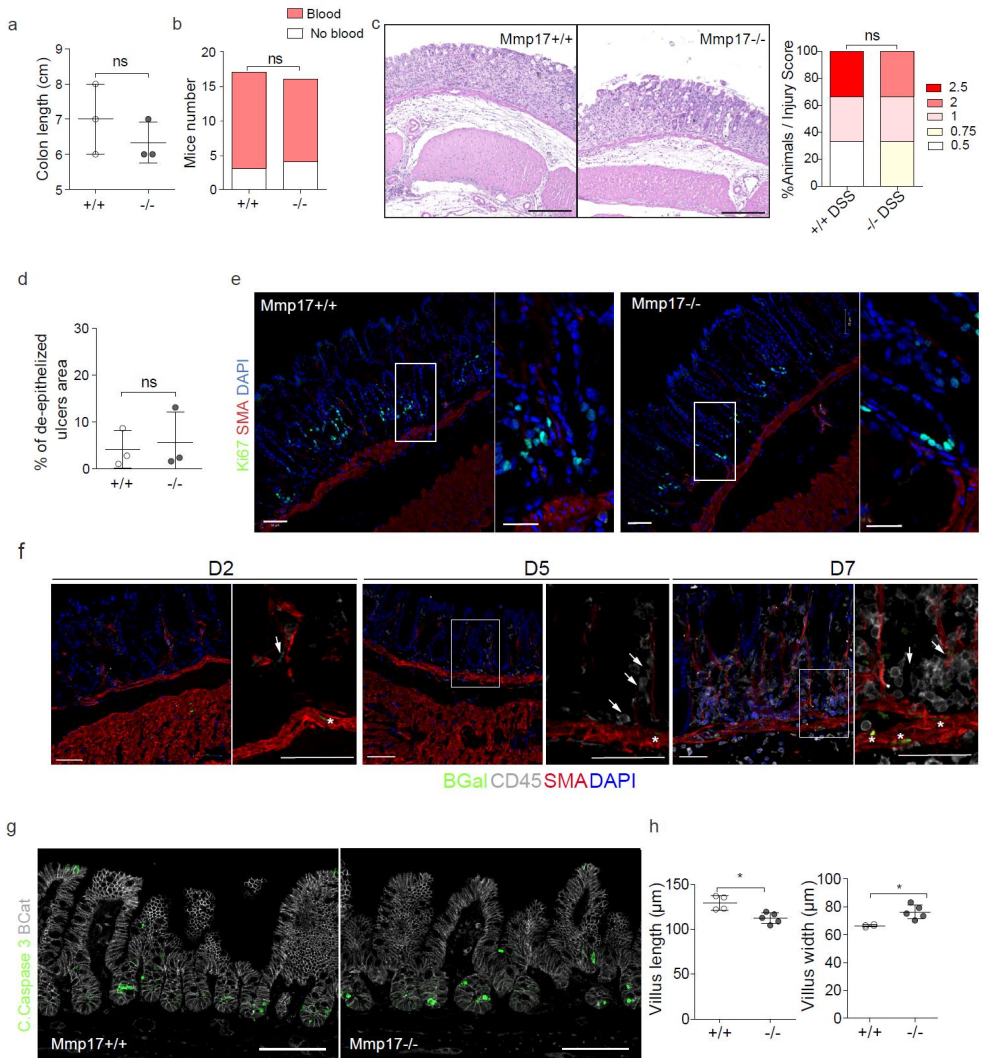 a
Colon length (cm)
9
8
7
6
5
ns
+/+
-/-
b
Blood
No blood
Mice number
20
15
10
5
0
ns
+/+
-/-
c
Mmp17+/+
Mmp17-/-
%Animals / Injury Score
100
80
60
40
20
0
ns
+/+ DSS
-/- DSS
2.5
2
1
0.75
0.5
d
% of de-epithelized
ulcers area
30
20
10
0
ns
+/+
-/-
e
Ki67 SMA DAPI
Mmp17+/+
Mmp17-/-
f
D2
D5
D7
*
*
*
*
*
BGal CD45 SMA DAPI
g
C.Caspase 3 BCat
Mmp17+/+
Mmp17-/-
h
Villus length (µm)
150
100
50
0
*
+/+
-/-
Villus width (µm)
100
80
60
40
20
0
*
+/+
-/-